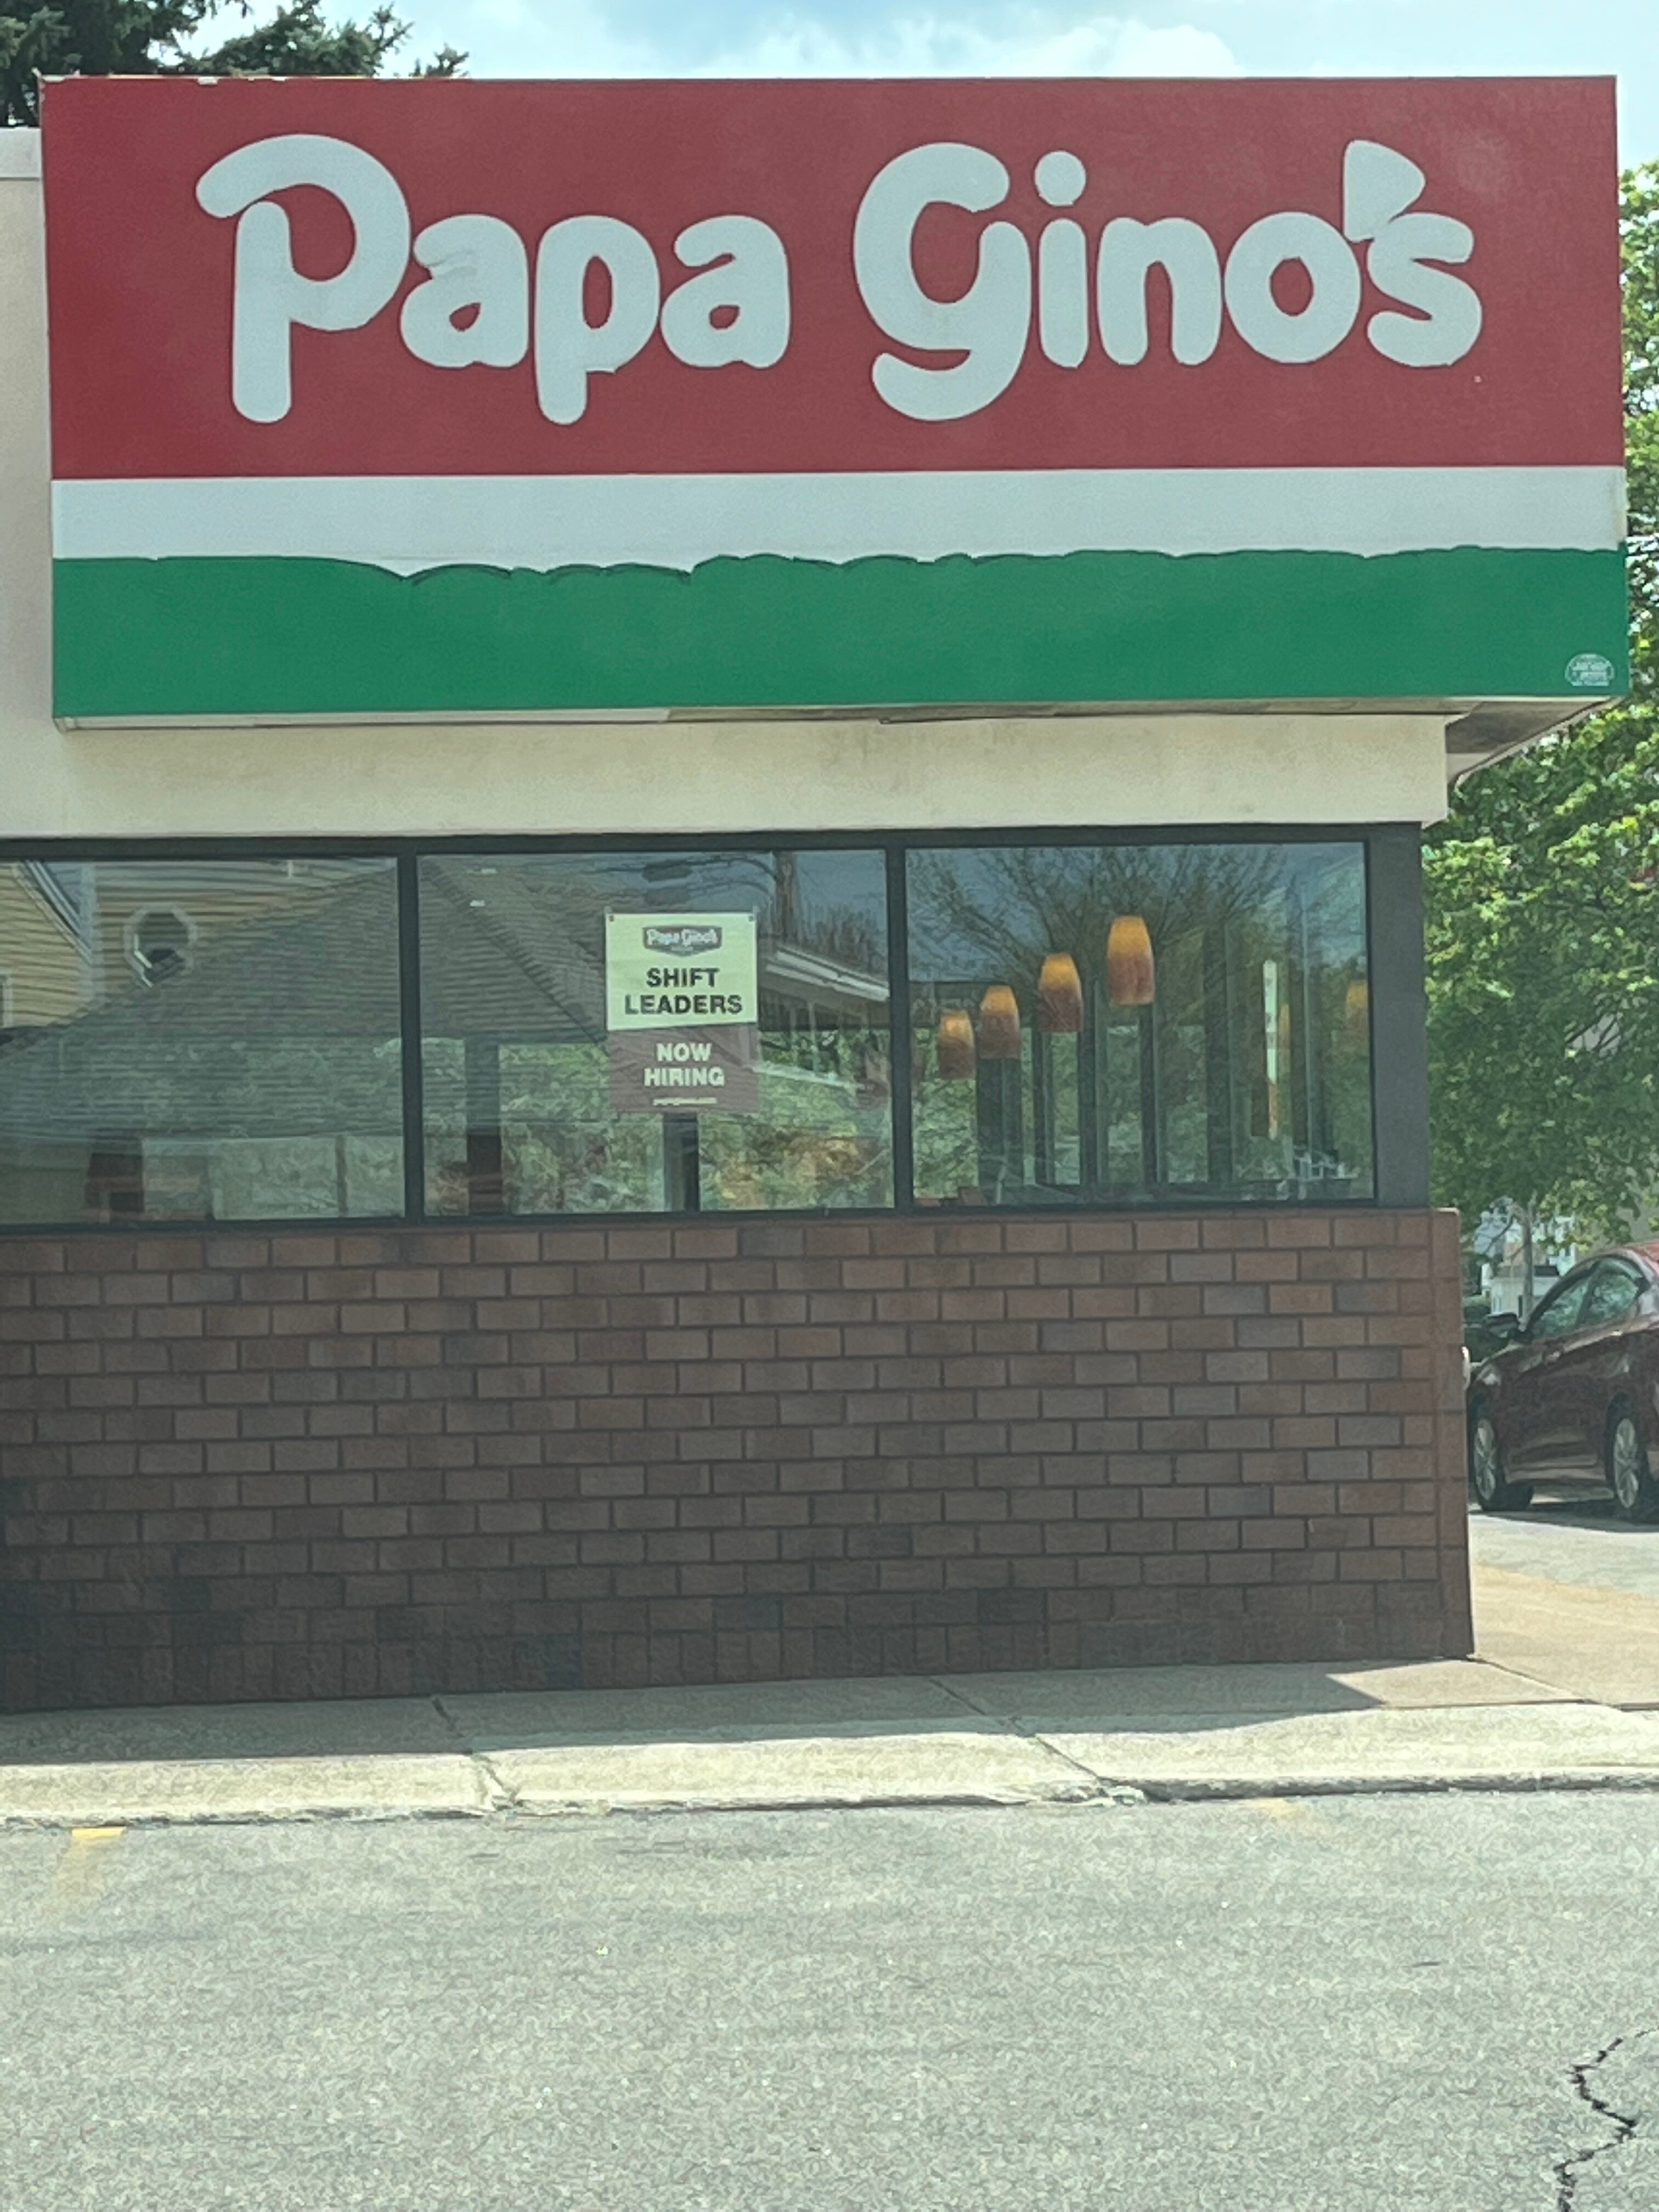 Papa Gino's
Papa Gino's
SHIFT
LEADERS
NOW
HIRING